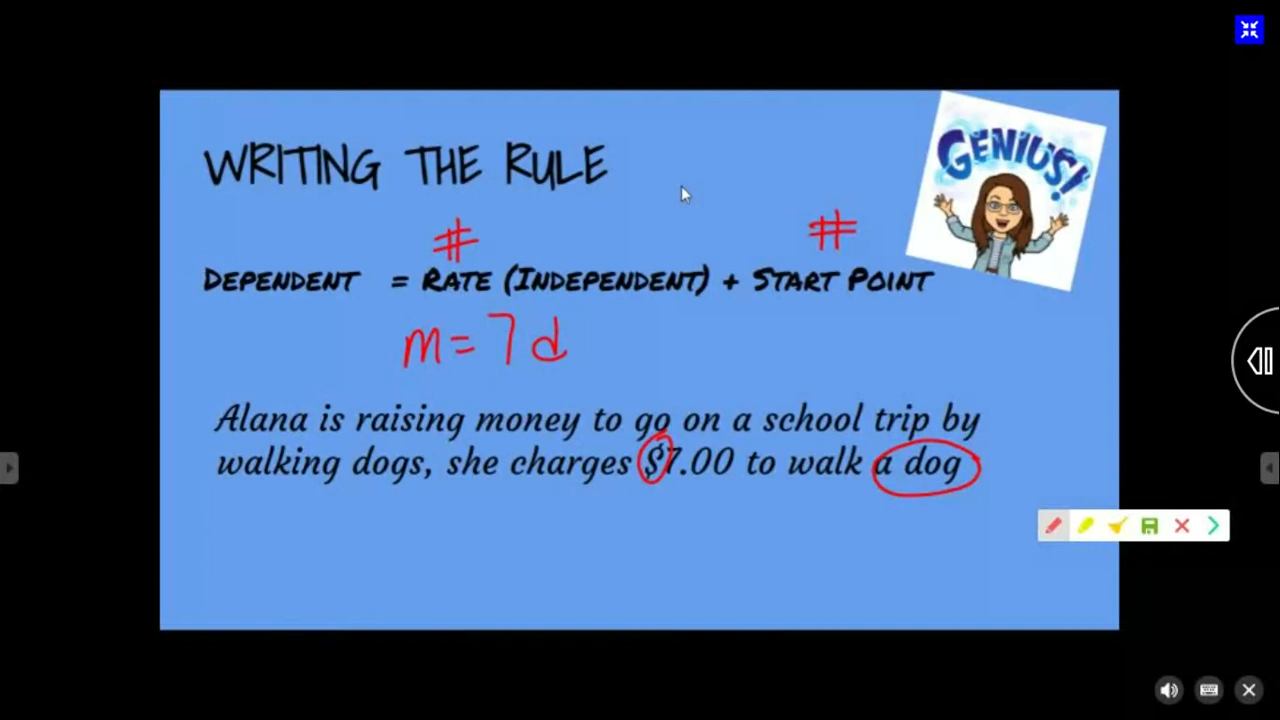 WRITING THE RULE
GENIUS!
# #
DEPENDENT = RATE (INDEPENDENT) + START POINT
m = 7d
Alana is raising money to go on a school trip by
walking dogs, she charges $7.00 to walk a dog